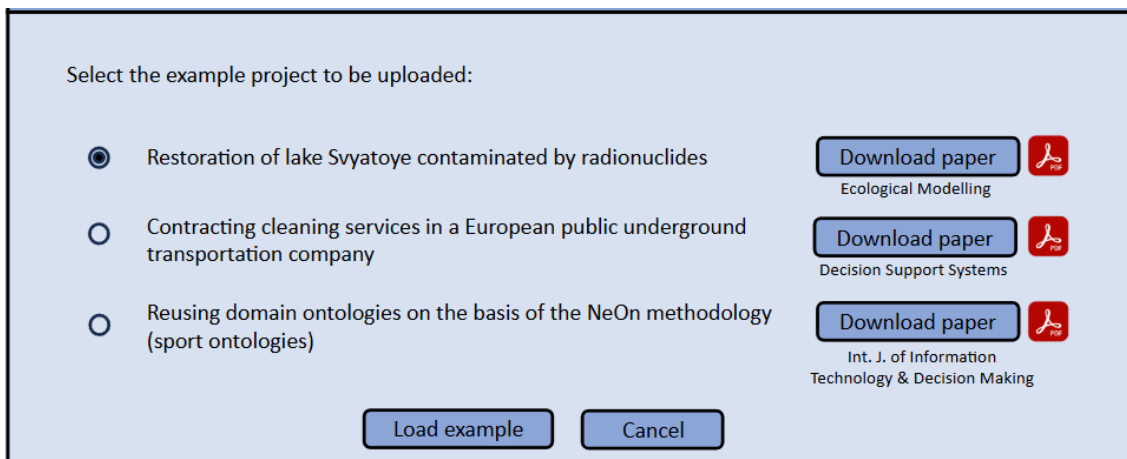 Select the example project to be uploaded:
Restoration of lake Svyatoye contaminated by radionuclides
Download paper
PDF
Ecological Modelling
Contracting cleaning services in a European public underground
transportation company
Download paper
PDF
Decision Support Systems
Reusing domain ontologies on the basis of the NeOn methodology
(sport ontologies)
Download paper
PDF
Int. J. of Information
Technology & Decision Making
Load example
Cancel